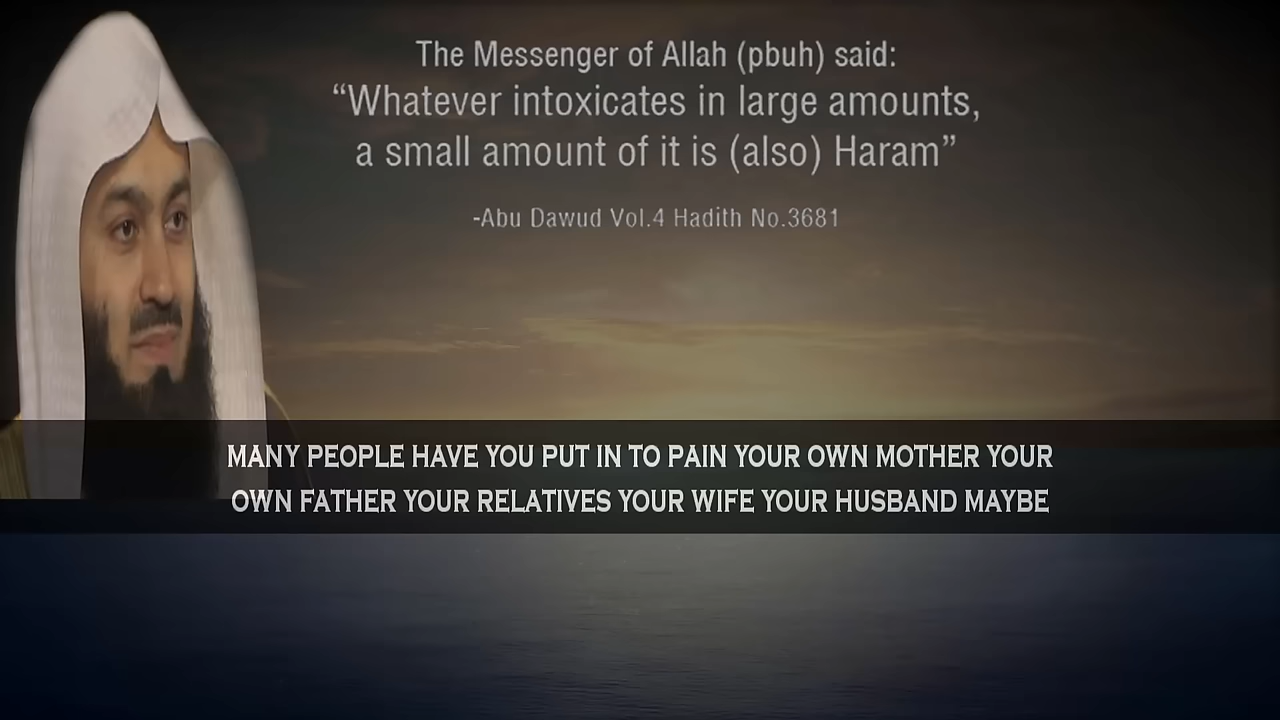 The Messenger of Allah (pbuh) said:
“Whatever intoxicates in large amounts,
a small amount of it is (also) Haram”
-Abu Dawud Vol.4 Hadith No.3681
MANY PEOPLE HAVE YOU PUT IN TO PAIN YOUR OWN MOTHER YOUR
OWN FATHER YOUR RELATIVES YOUR WIFE YOUR HUSBAND MAYBE